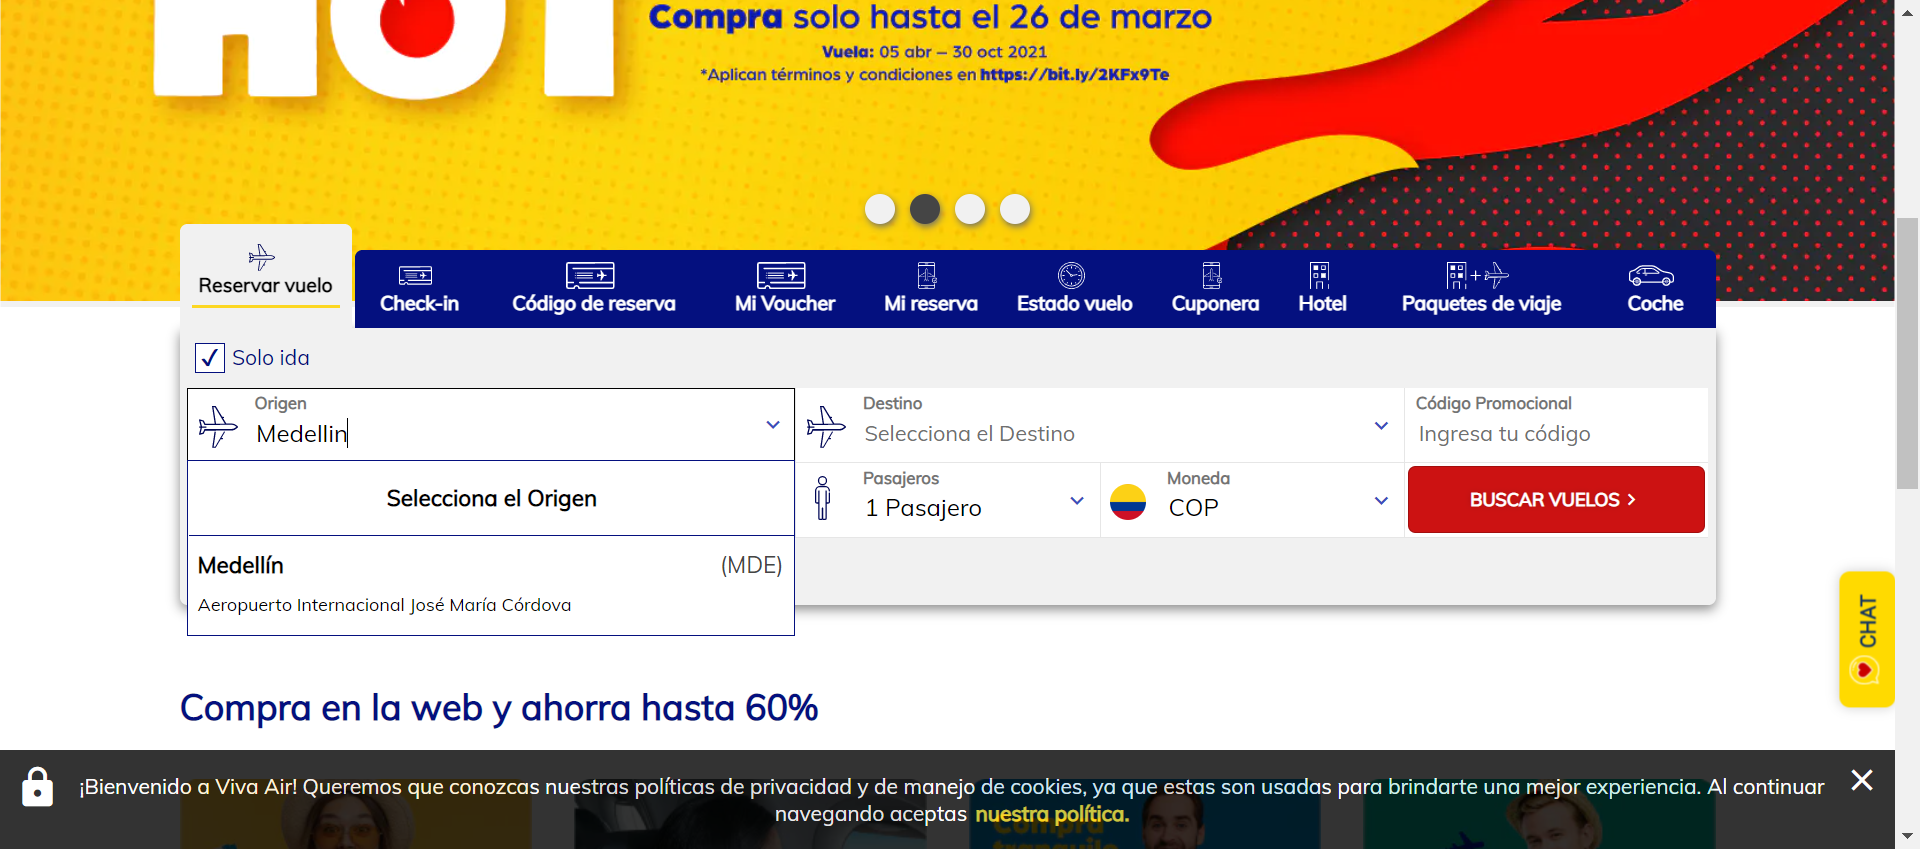 HOT
Compra solo hasta el 26 de marzo
Vuela: 05 abr – 30 oct 2021
*Aplican términos y condiciones en https://bit.ly/2KFx9Te
Reservar vuelo
Check-in
Código de reserva
Mi Voucher
Mi reserva
Estado vuelo
Cuponera
Hotel
Paquetes de viaje
Coche
Solo ida
Origen
Medellin
Destino
Selecciona el Destino
Código Promocional
Ingresa tu código
Selecciona el Origen
Pasajeros
1 Pasajero
Moneda
COP
BUSCAR VUELOS >
Medellín (MDE)
Aeropuerto Internacional José María Córdova
CHAT
Compra en la web y ahorra hasta 60%
¡Bienvenido a Viva Air! Queremos que conozcas nuestras políticas de privacidad y de manejo de cookies, ya que estas son usadas para brindarte una mejor experiencia. Al continuar
navegando aceptas nuestra política.
Compra
tranquilo